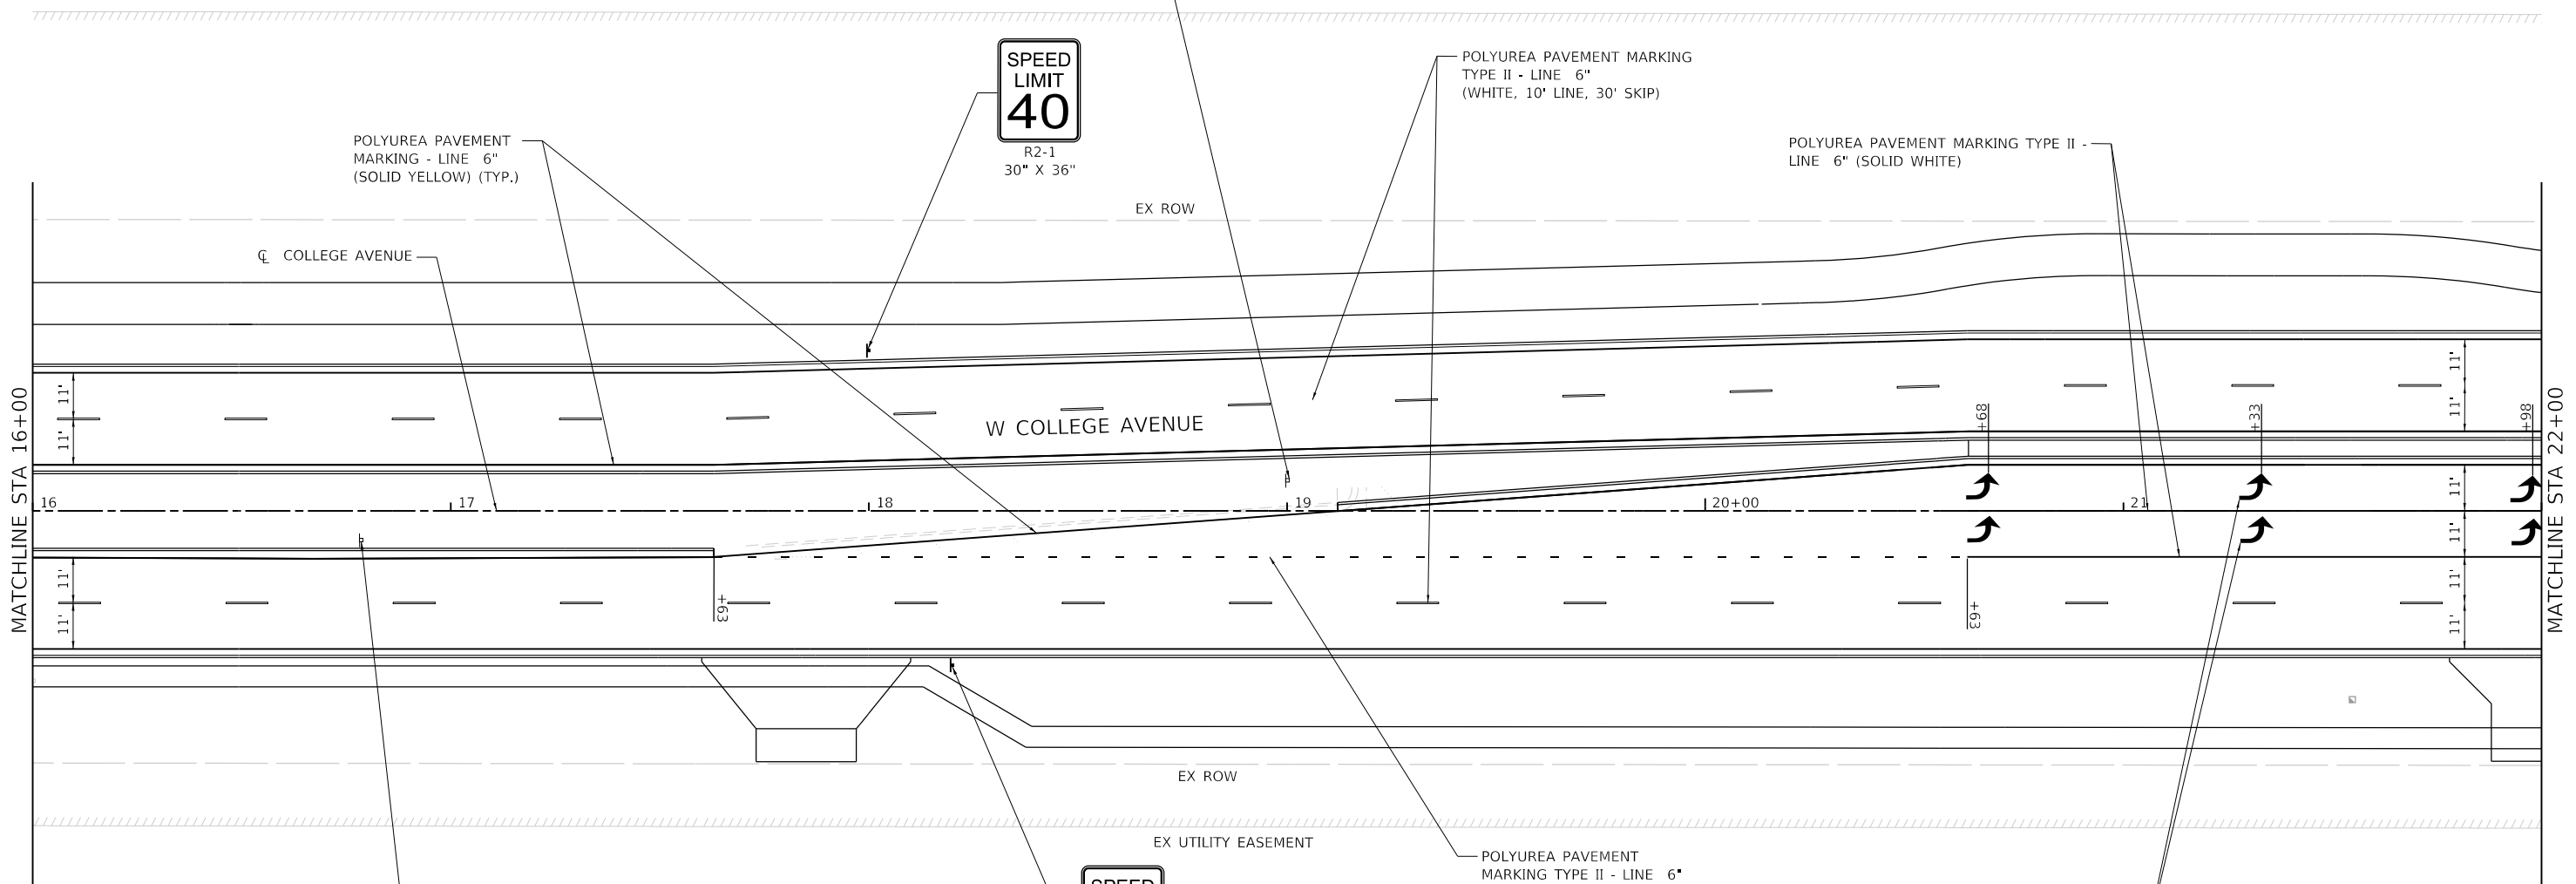 SPEED
LIMIT
40
R2-1
30" X 36"
POLYUREA PAVEMENT MARKING
TYPE II - LINE 6"
(WHITE, 10' LINE, 30' SKIP)
POLYUREA PAVEMENT
MARKING - LINE 6"
(SOLID YELLOW) (TYP.)
POLYUREA PAVEMENT MARKING TYPE II -
LINE 6" (SOLID WHITE)
EX ROW
℄ COLLEGE AVENUE
MATCHLINE STA 16+00
11'
11'
11'
11'
W COLLEGE AVENUE
16
17
18
19
20+00
21
+63
+63
+68
+33
+98
11'
11'
11'
11'
11'
11'
MATCHLINE STA 22+00
EX ROW
EX UTILITY EASEMENT
SPEED
POLYUREA PAVEMENT
MARKING TYPE II - LINE 6"